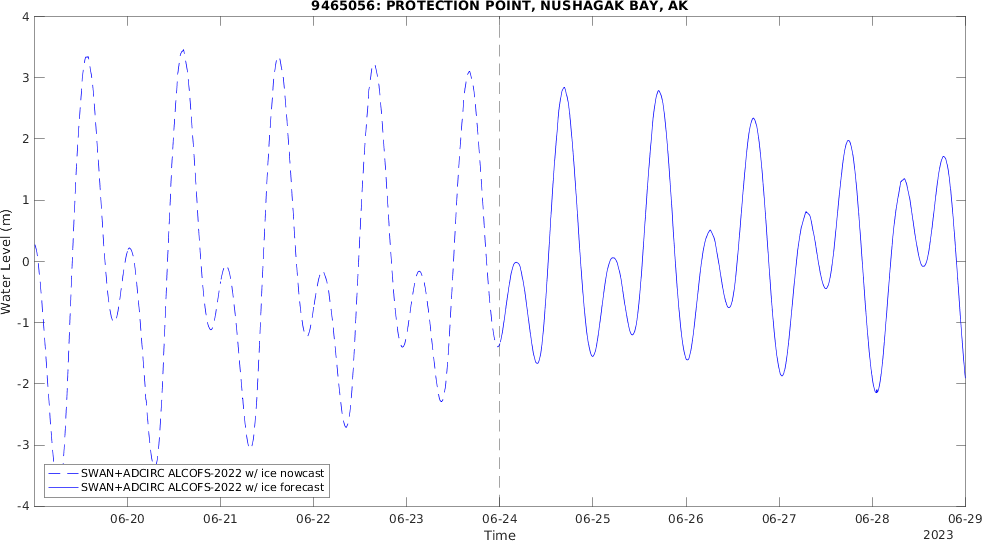 9465056: PROTECTION POINT, NUSHAGAK BAY, AK
Water Level (m)
4
3
2
1
0
-1
-2
-3
-4
SWAN+ADCIRC ALCOFS-2022 w/ ice nowcast
SWAN+ADCIRC ALCOFS-2022 w/ ice forecast
06-20 06-21 06-22 06-23 06-24 06-25 06-26 06-27 06-28 06-29
Time
2023